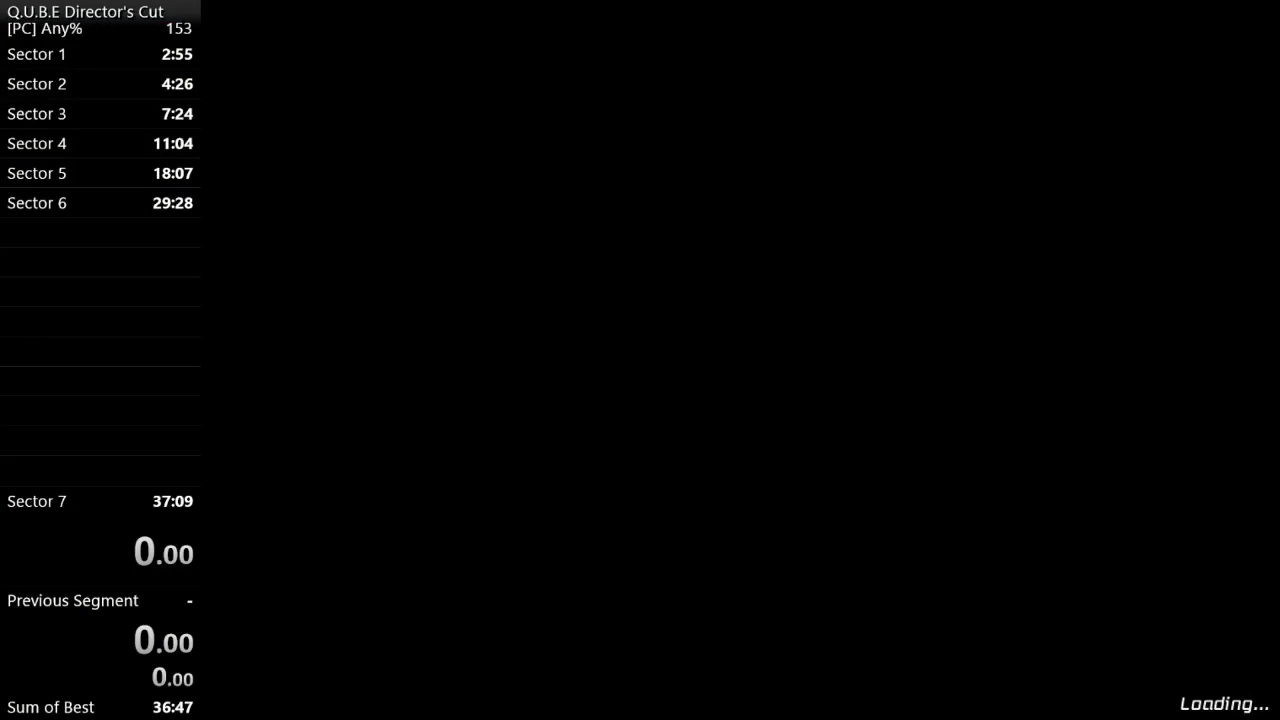 Q.U.B.E Director's Cut
[PC] Any% 153
Sector 1 2:55
Sector 2 4:26
Sector 3 7:24
Sector 4 11:04
Sector 5 18:07
Sector 6 29:28
Sector 7 37:09
0.00
Previous Segment -
0.00
0.00
Sum of Best 36:47
Loading...